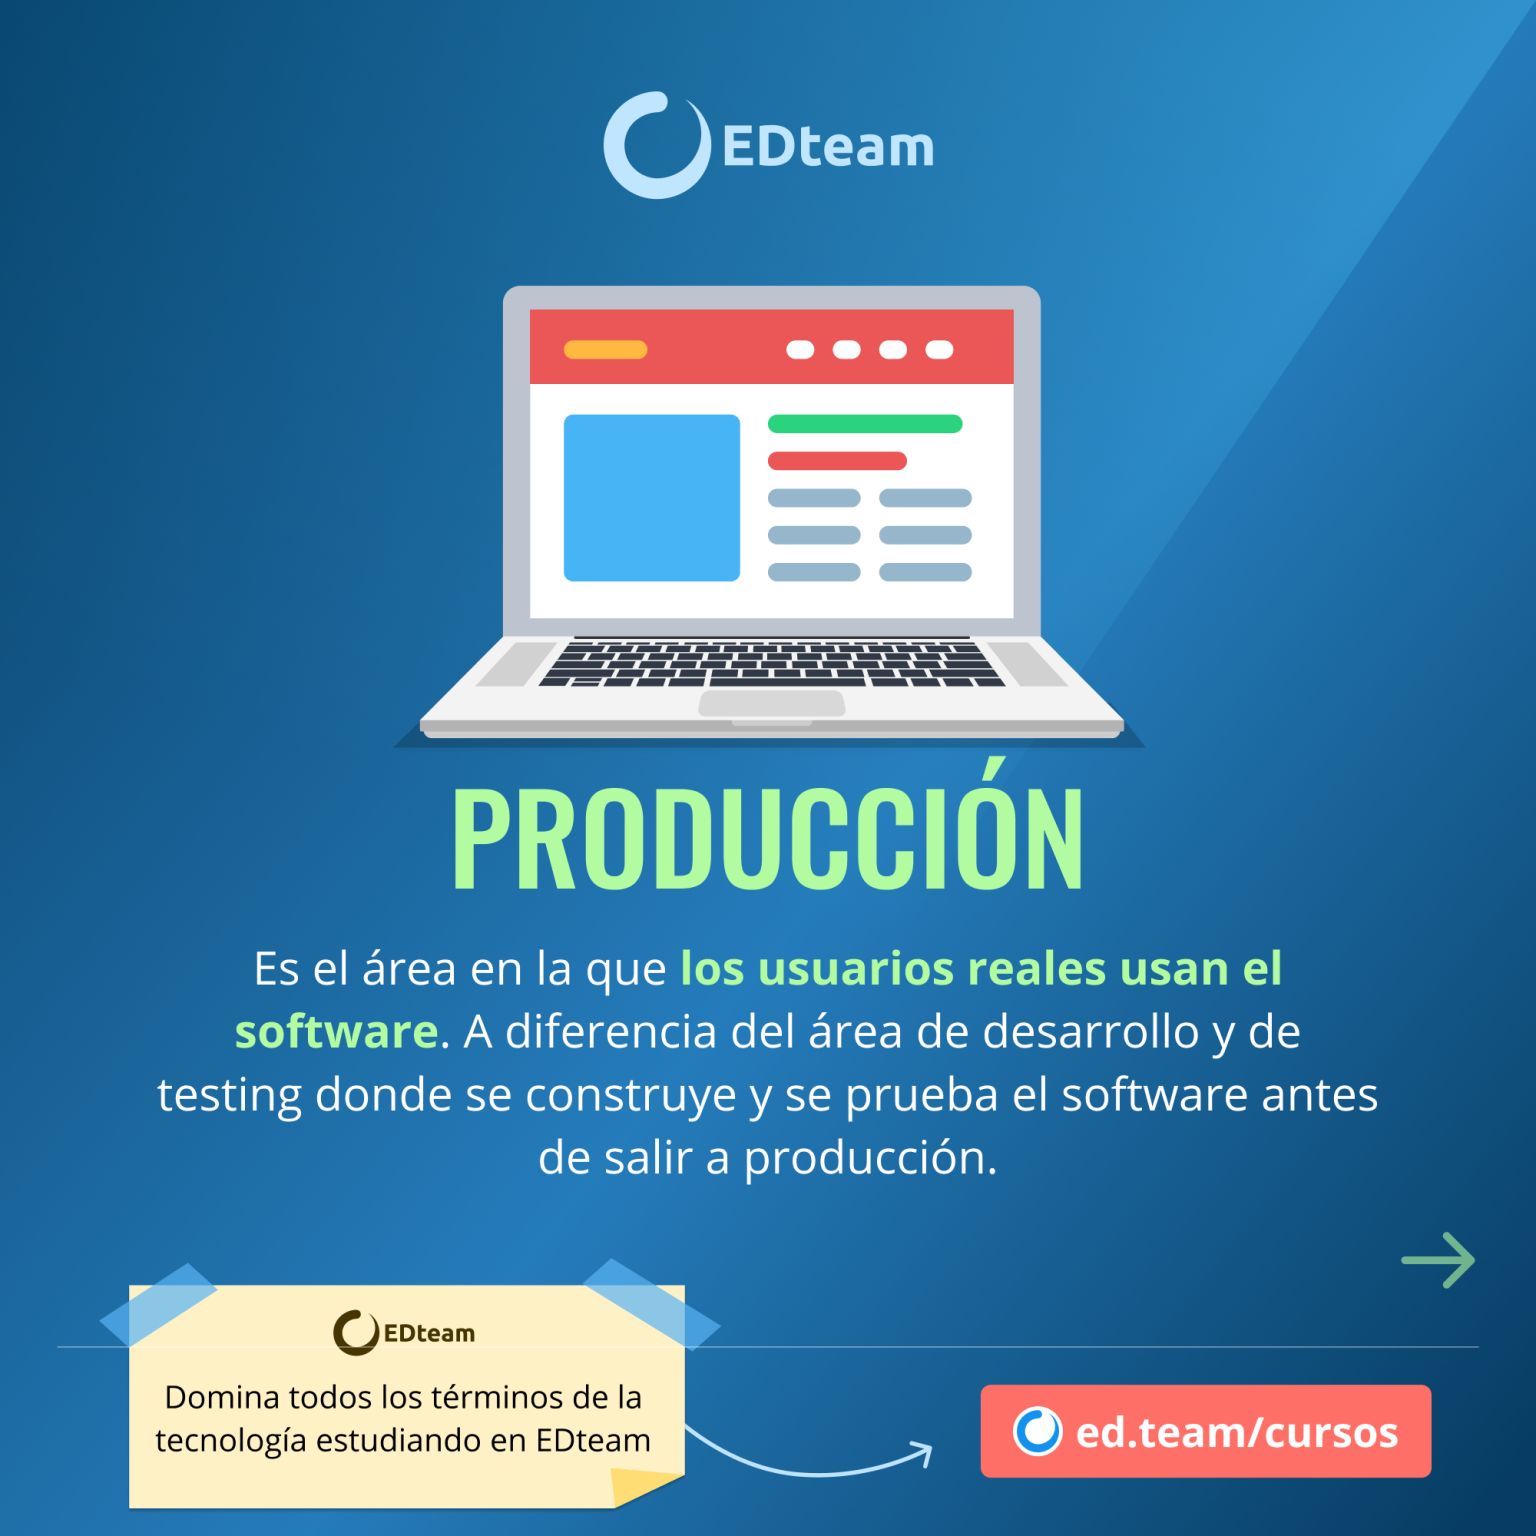 EDteam
PRODUCCIÓN
Es el área en la que los usuarios reales usan el
software. A diferencia del área de desarrollo y de
testing donde se construye y se prueba el software antes
de salir a producción.
EDteam
Domina todos los términos de la
tecnología estudiando en EDteam
ed.team/cursos